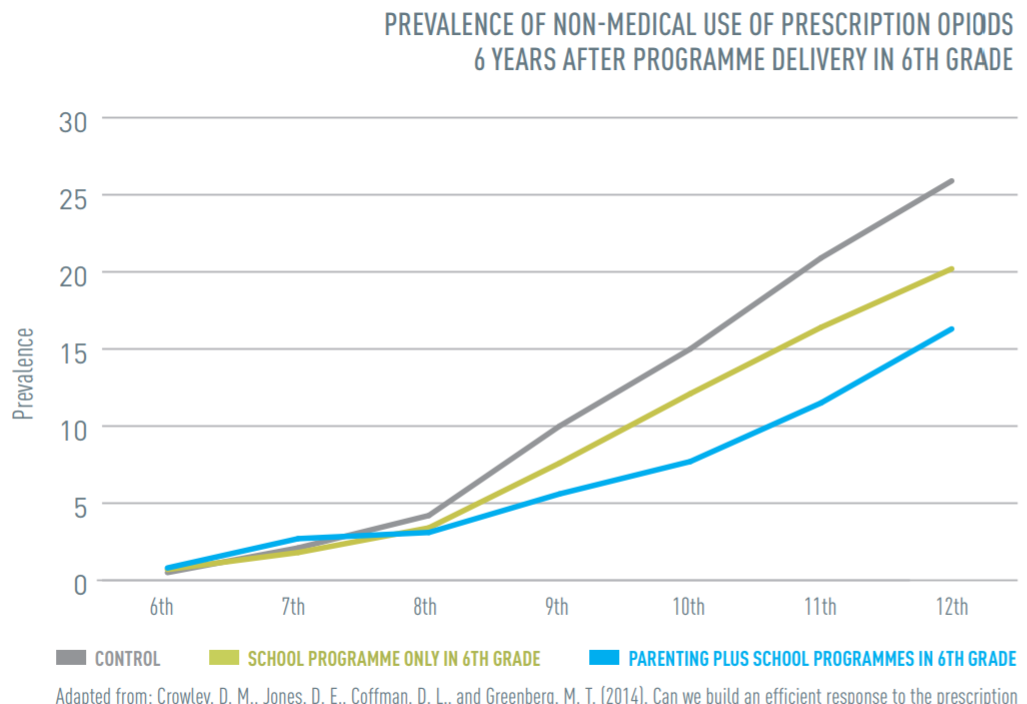 PREVALENCE OF NON-MEDICAL USE OF PRESCRIPTION OPIOIDS
6 YEARS AFTER PROGRAMME DELIVERY IN 6TH GRADE
30
25
20
15
10
5
0
Prevalence
6th 7th 8th 9th 10th 11th 12th
CONTROL SCHOOL PROGRAMME ONLY IN 6TH GRADE PARENTING PLUS SCHOOL PROGRAMMES IN 6TH GRADE
Adapted from: Crowley, D. M., Jones, D. E., Coffman, D. L., and Greenberg, M. T. (2014). Can we build an efficient response to the prescription